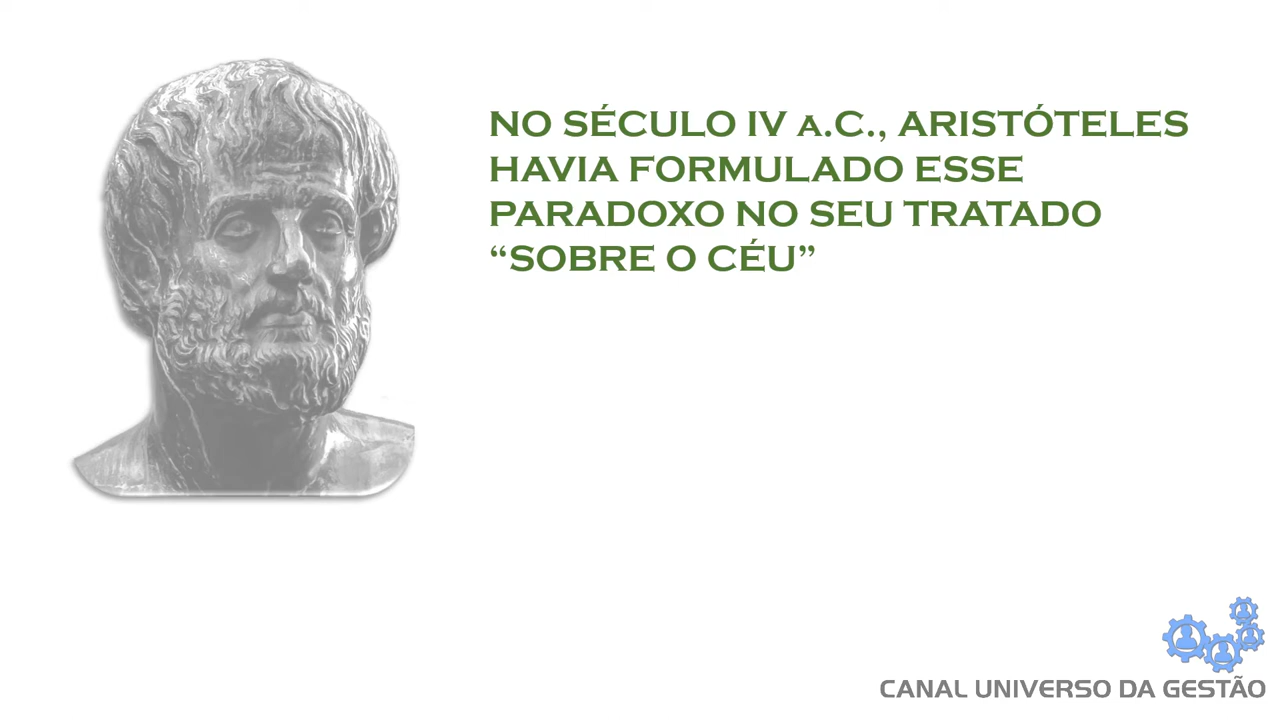 NO SÉCULO IV A.C., ARISTÓTELES
HAVIA FORMULADO ESSE
PARADOXO NO SEU TRATADO
“SOBRE O CÉU”
CANAL UNIVERSO DA GESTÃO